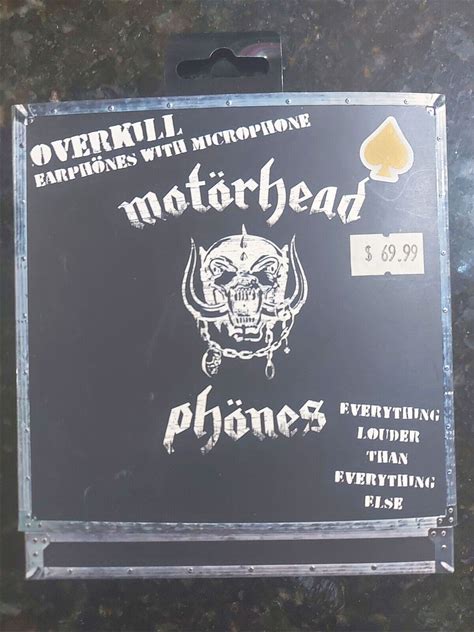 OVERKILL
EARPHÖNES WITH MICROPHONE
motörhead
$ 69.99
phönes
EVERYTHING
LOUDER
THAN
EVERYTHING
ELSE